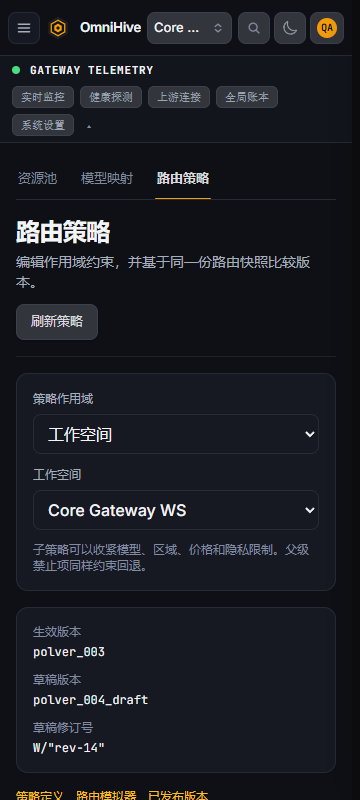 OmniHive Core ... QA
GATEWAY TELEMETRY
实时监控 健康探测 上游连接 全局账本
系统设置
资源池 模型映射 路由策略
路由策略
编辑作用域约束，并基于同一份路由快照比较版
本。
刷新策略
策略作用域
工作空间
工作空间
Core Gateway WS
子策略可以收紧模型、区域、价格和隐私限制。父级
禁止项同样约束回退。
生效版本
polver_003
草稿版本
polver_004_draft
草稿修订号
W/"rev-14"
策略定义 路由模拟器 已发布版本